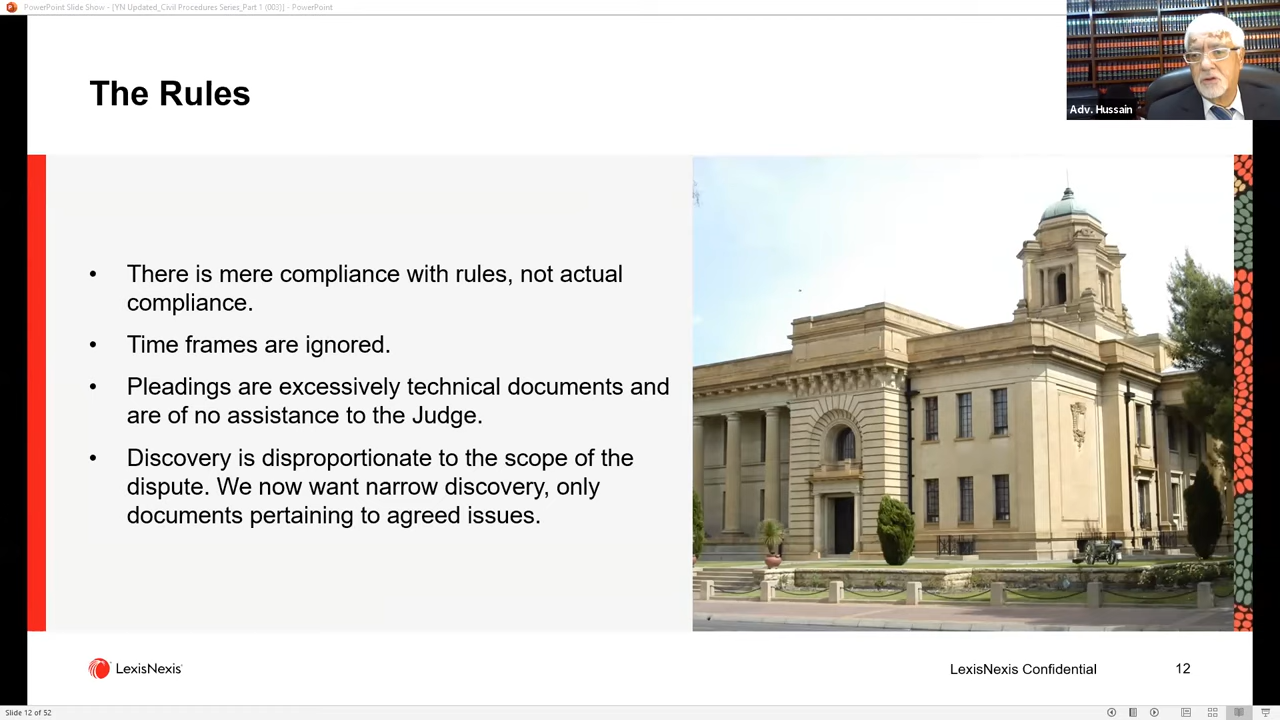 PowerPoint Slide Show - [YN Updated_Civil Procedures Series_Part 1 (003)] - PowerPoint
Adv. Hussain
The Rules
• There is mere compliance with rules, not actual
compliance.
• Time frames are ignored.
• Pleadings are excessively technical documents and
are of no assistance to the Judge.
• Discovery is disproportionate to the scope of the
dispute. We now want narrow discovery, only
documents pertaining to agreed issues.
LexisNexis
LexisNexis Confidential
12
Slide 12 of 52